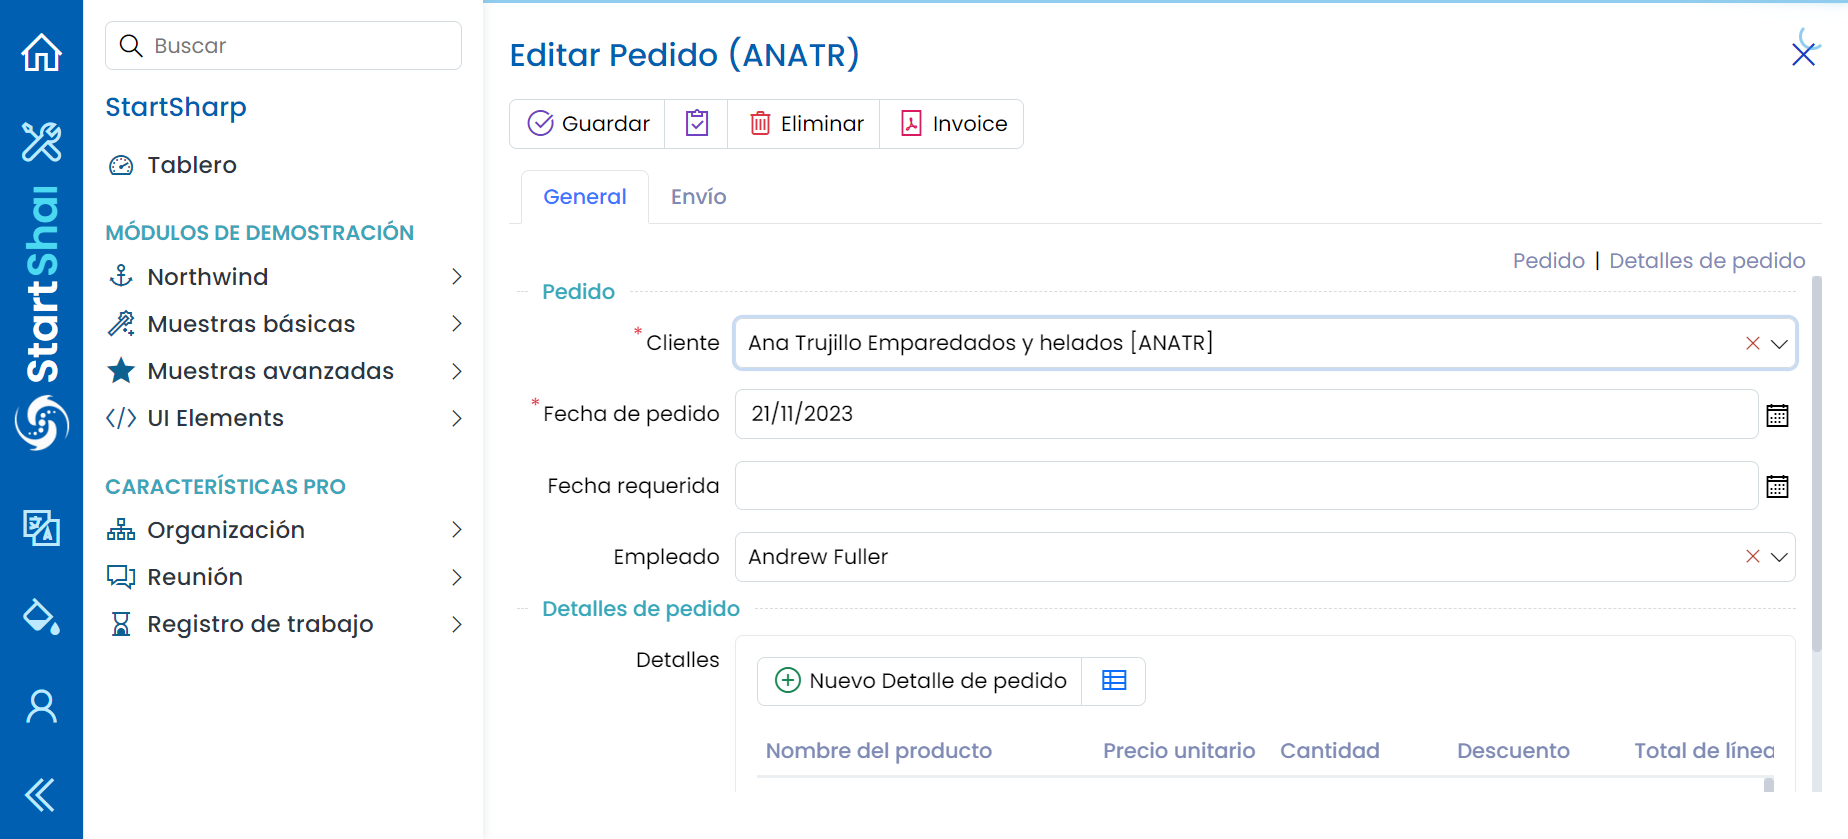 StartShar
Buscar
StartSharp
Tablero
MÓDULOS DE DEMOSTRACIÓN
Northwind
Muestras básicas
Muestras avanzadas
UI Elements
CARACTERÍSTICAS PRO
Organización
Reunión
Registro de trabajo
Editar Pedido (ANATR)
Guardar
Eliminar
Invoice
General
Envío
Pedido | Detalles de pedido
Pedido
* Cliente
Ana Trujillo Emparedados y helados [ANATR]
* Fecha de pedido
21/11/2023
Fecha requerida
Empleado
Andrew Fuller
Detalles de pedido
Detalles
Nuevo Detalle de pedido
Nombre del producto
Precio unitario
Cantidad
Descuento
Total de línea